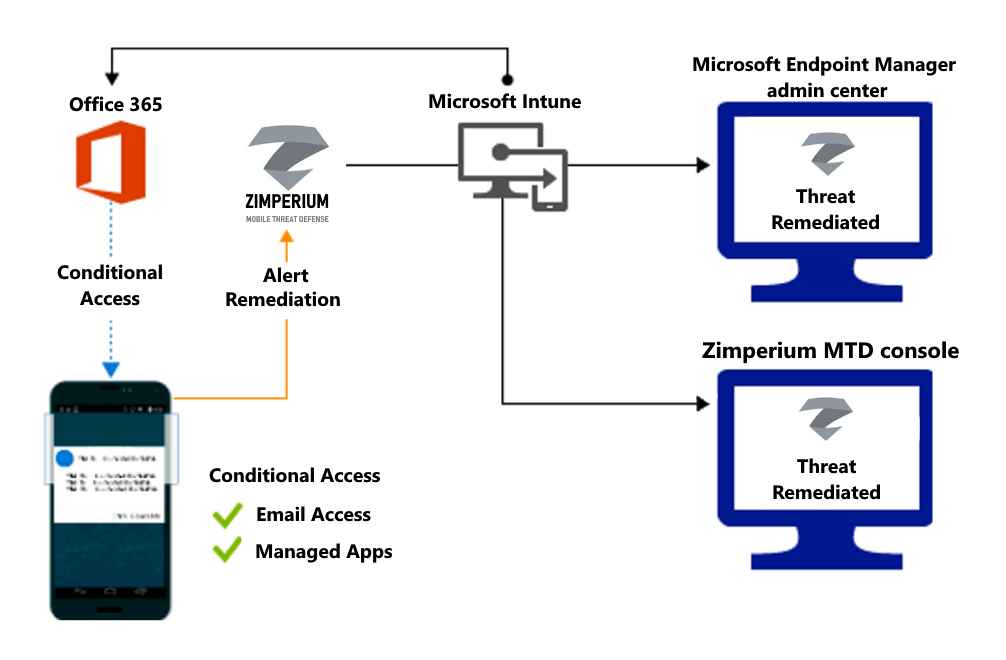 Microsoft Endpoint Manager
admin center
Office 365
Microsoft Intune
ZIMPERIUM
MOBILE THREAT DEFENSE
Threat
Remediated
Conditional
Access
Alert
Remediation
Zimperium MTD console
Threat
Remediated
Conditional Access
Email Access
Managed Apps